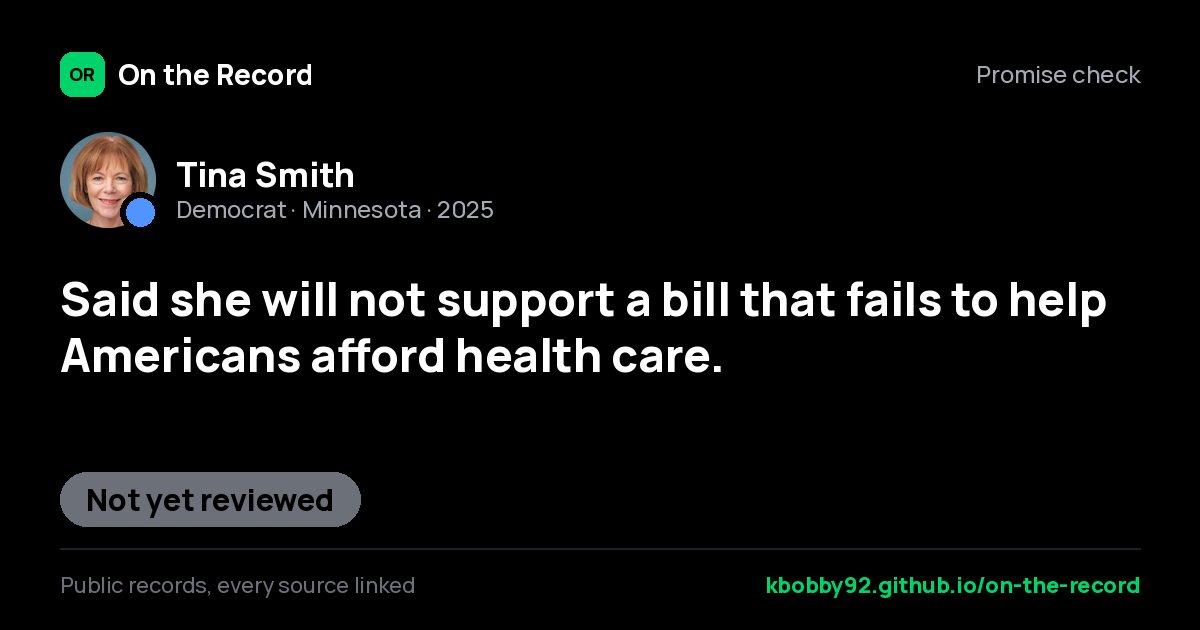 OR On the Record
Promise check
Tina Smith
Democrat · Minnesota · 2025
Said she will not support a bill that fails to help
Americans afford health care.
Not yet reviewed
Public records, every source linked
kbobby92.github.io/on-the-record